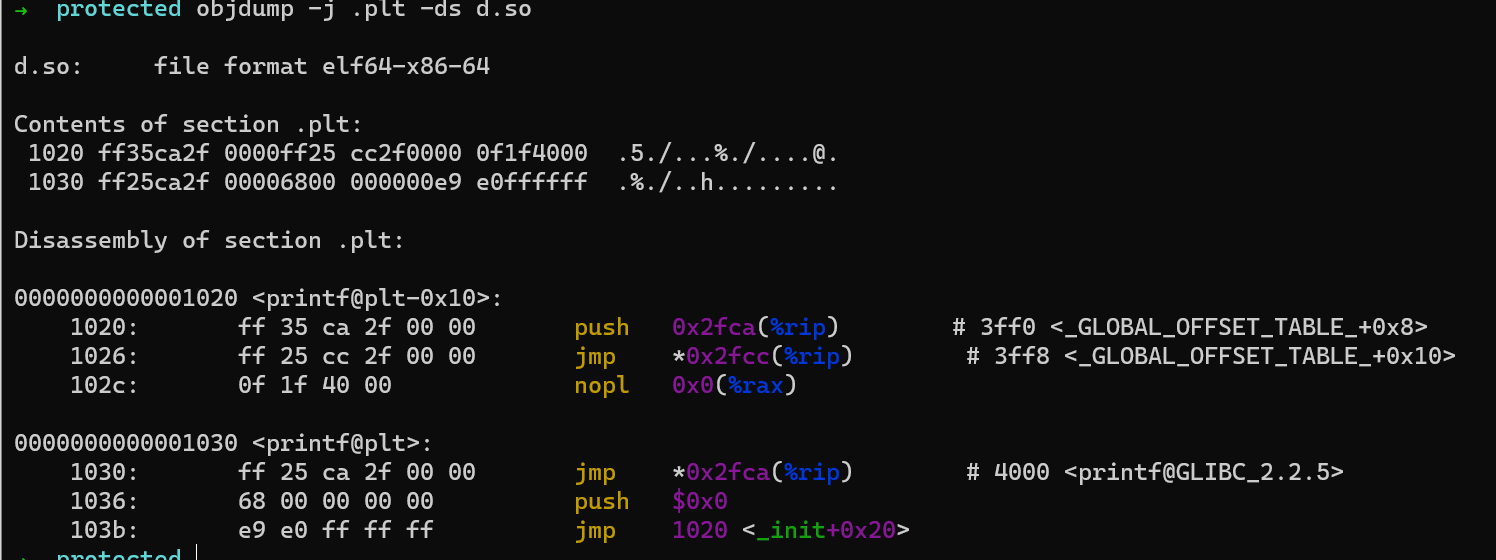 →  protected objdump -j .plt -ds d.so

d.so:     file format elf64-x86-64

Contents of section .plt:
 1020 ff35ca2f 0000ff25 cc2f0000 0f1f4000  .5./...%./....@.
 1030 ff25ca2f 00006800 000000e9 e0ffffff  .%./..h.........

Disassembly of section .plt:

0000000000001020 <printf@plt-0x10>:
    1020:       ff 35 ca 2f 00 00       push   0x2fca(%rip)        # 3ff0 <_GLOBAL_OFFSET_TABLE_+0x8>
    1026:       ff 25 cc 2f 00 00       jmp    *0x2fcc(%rip)        # 3ff8 <_GLOBAL_OFFSET_TABLE_+0x10>
    102c:       0f 1f 40 00             nopl   0x0(%rax)

0000000000001030 <printf@plt>:
    1030:       ff 25 ca 2f 00 00       jmp    *0x2fca(%rip)        # 4000 <printf@GLIBC_2.2.5>
    1036:       68 00 00 00 00          push   $0x0
    103b:       e9 e0 ff ff ff          jmp    1020 <_init+0x20>
→  protected